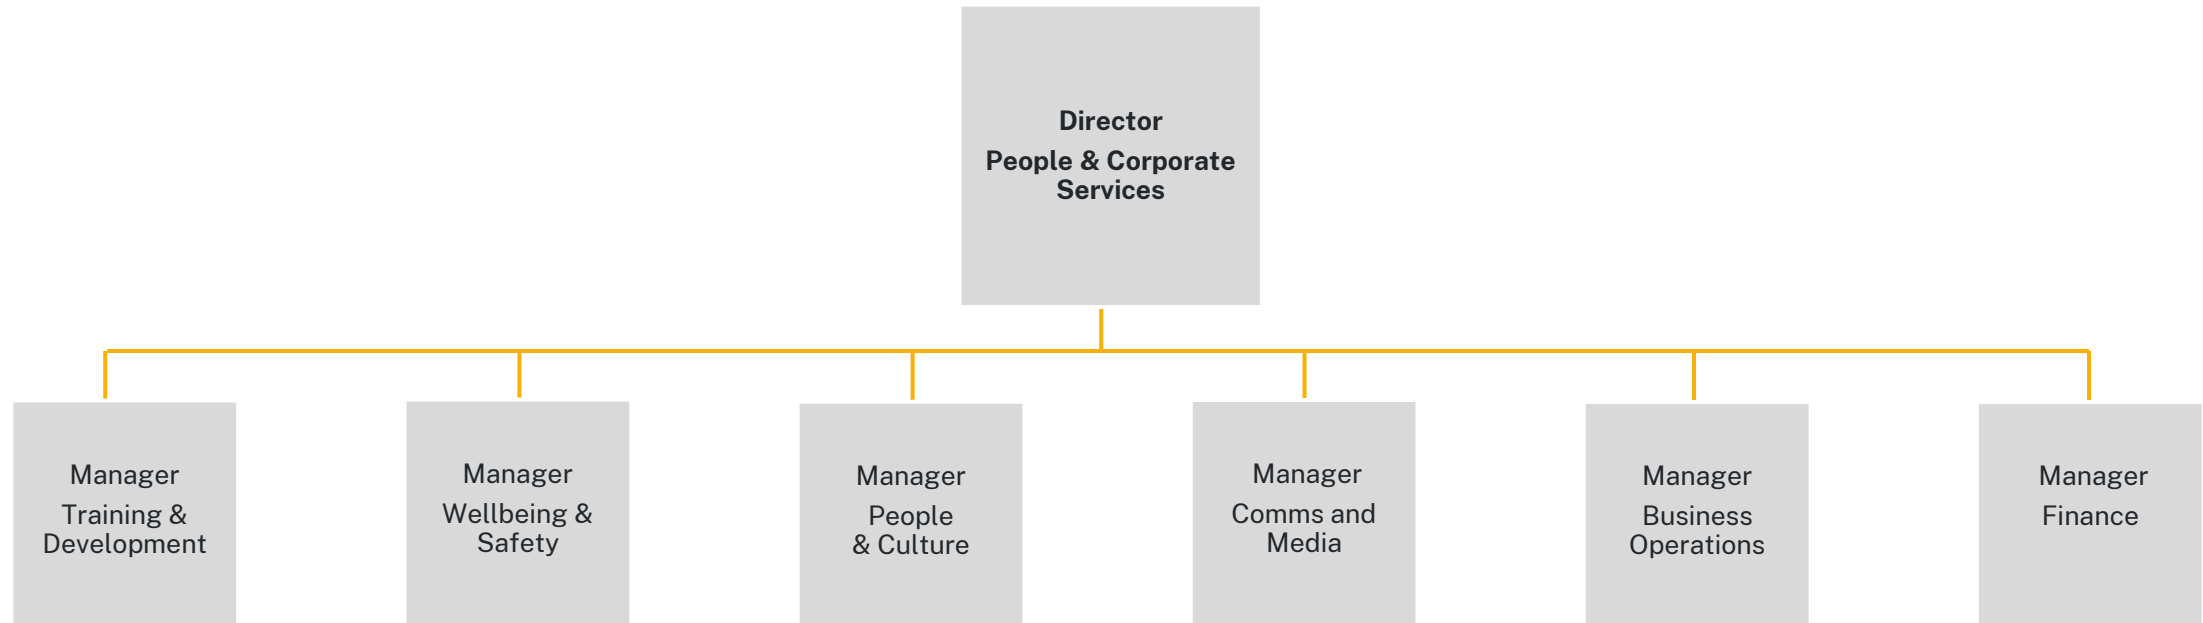 Director
People & Corporate
Services
Manager
Training &
Development
Manager
Wellbeing &
Safety
Manager
People
& Culture
Manager
Comms and
Media
Manager
Business
Operations
Manager
Finance